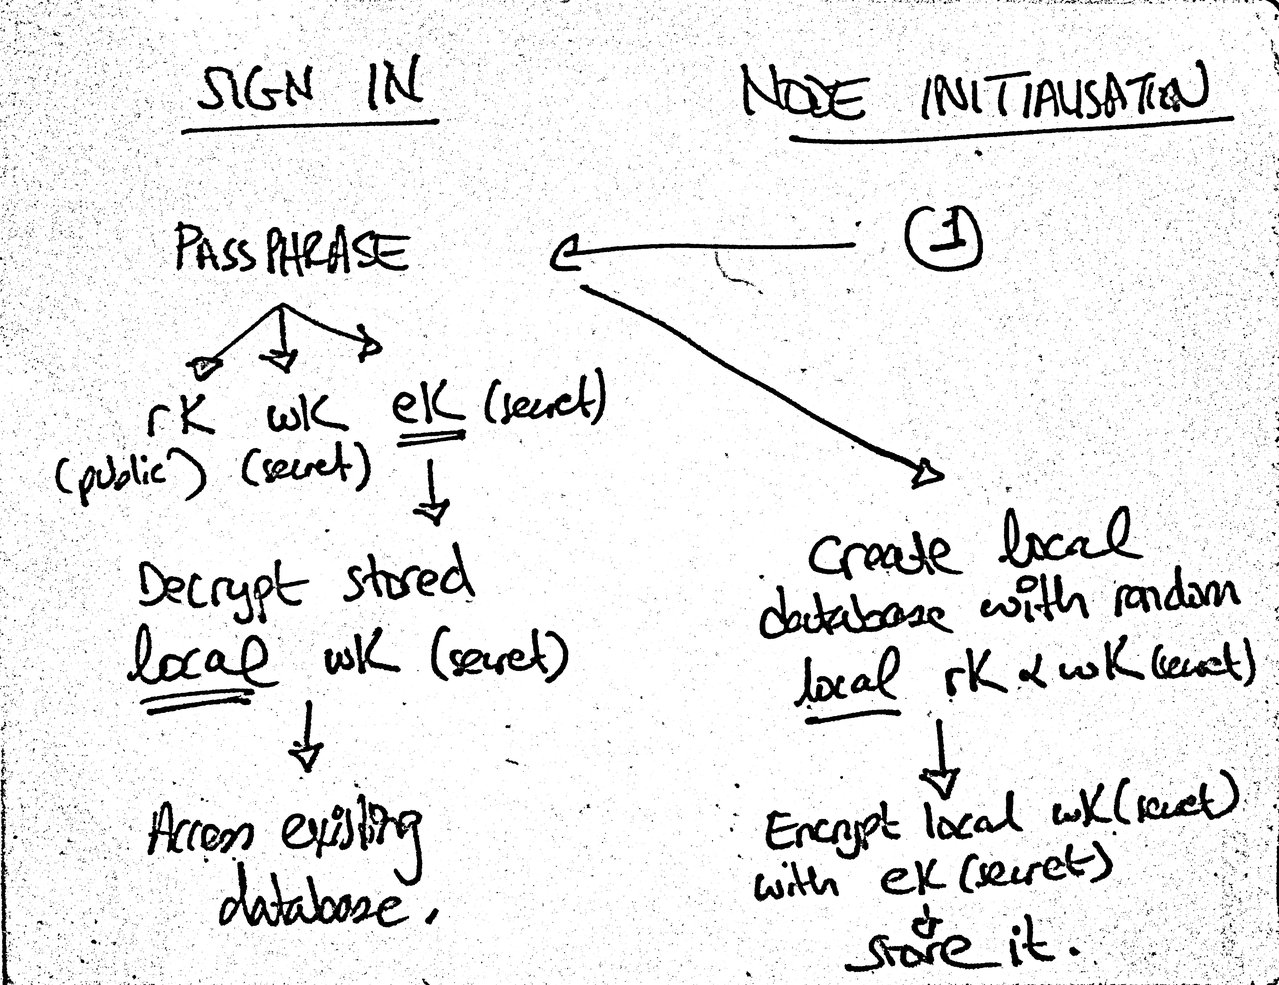 SIGN IN
PASSPHRASE
rK wK eK (secret)
(public) (secret)
Decrypt stored
local wK (secret)
Access existing
database.
NODE INITIALISATION
1
Create local
database with random
local rK & wK (secret)
Encrypt local wK (secret)
with eK (secret)
&
store it.